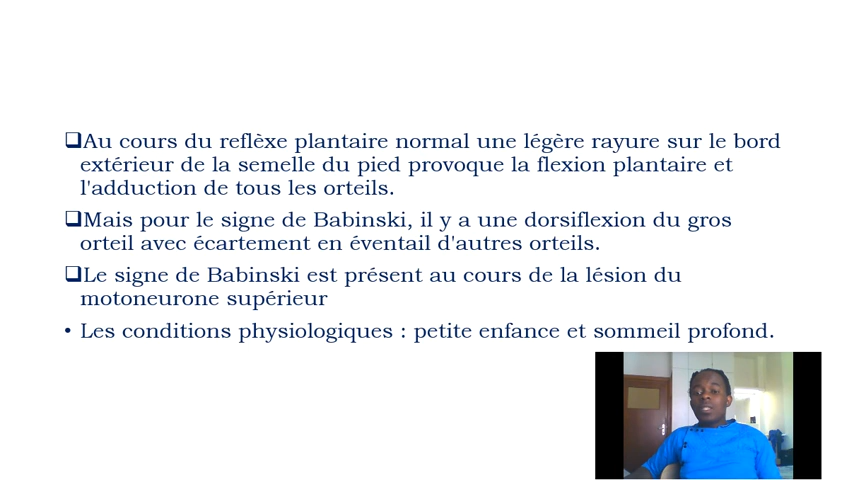 ❑Au cours du reflèxe plantaire normal une légère rayure sur le bord
extérieur de la semelle du pied provoque la flexion plantaire et
l'adduction de tous les orteils.
❑Mais pour le signe de Babinski, il y a une dorsiflexion du gros
orteil avec écartement en éventail d'autres orteils.
❑Le signe de Babinski est présent au cours de la lésion du
motoneurone supérieur
• Les conditions physiologiques : petite enfance et sommeil profond.